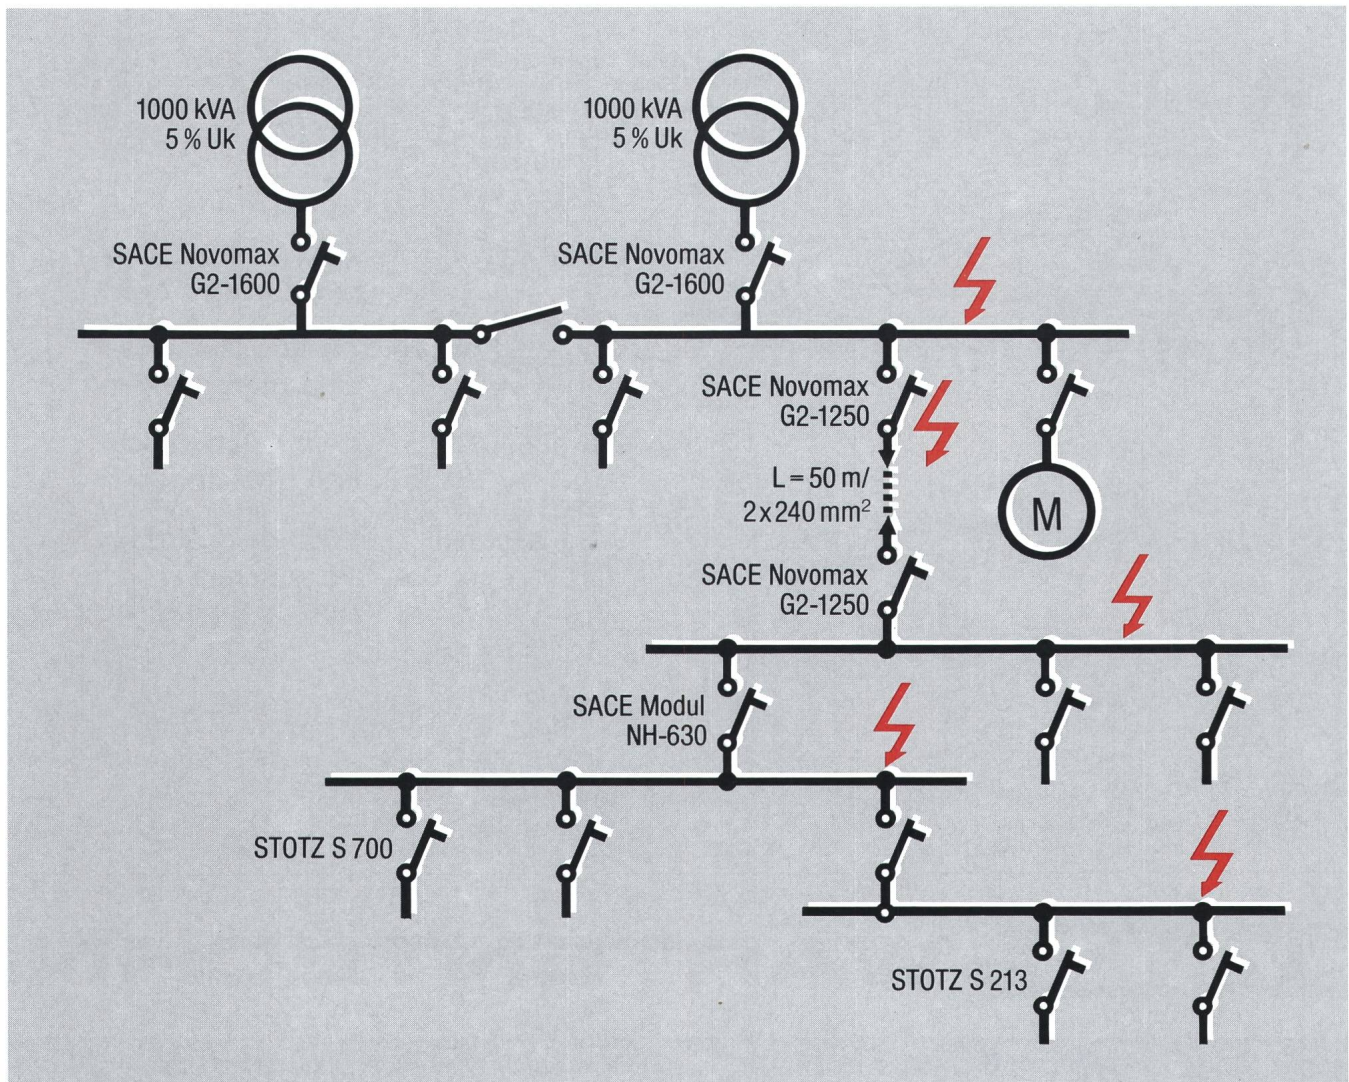 1000 kVA
5 % Uk
1000 kVA
5 % Uk
SACE Novomax
G2-1600
SACE Novomax
G2-1600
SACE Novomax
G2-1250
L = 50 m/
2 x 240 mm²
M
SACE Novomax
G2-1250
SACE Modul
NH-630
STOTZ S 700
STOTZ S 213